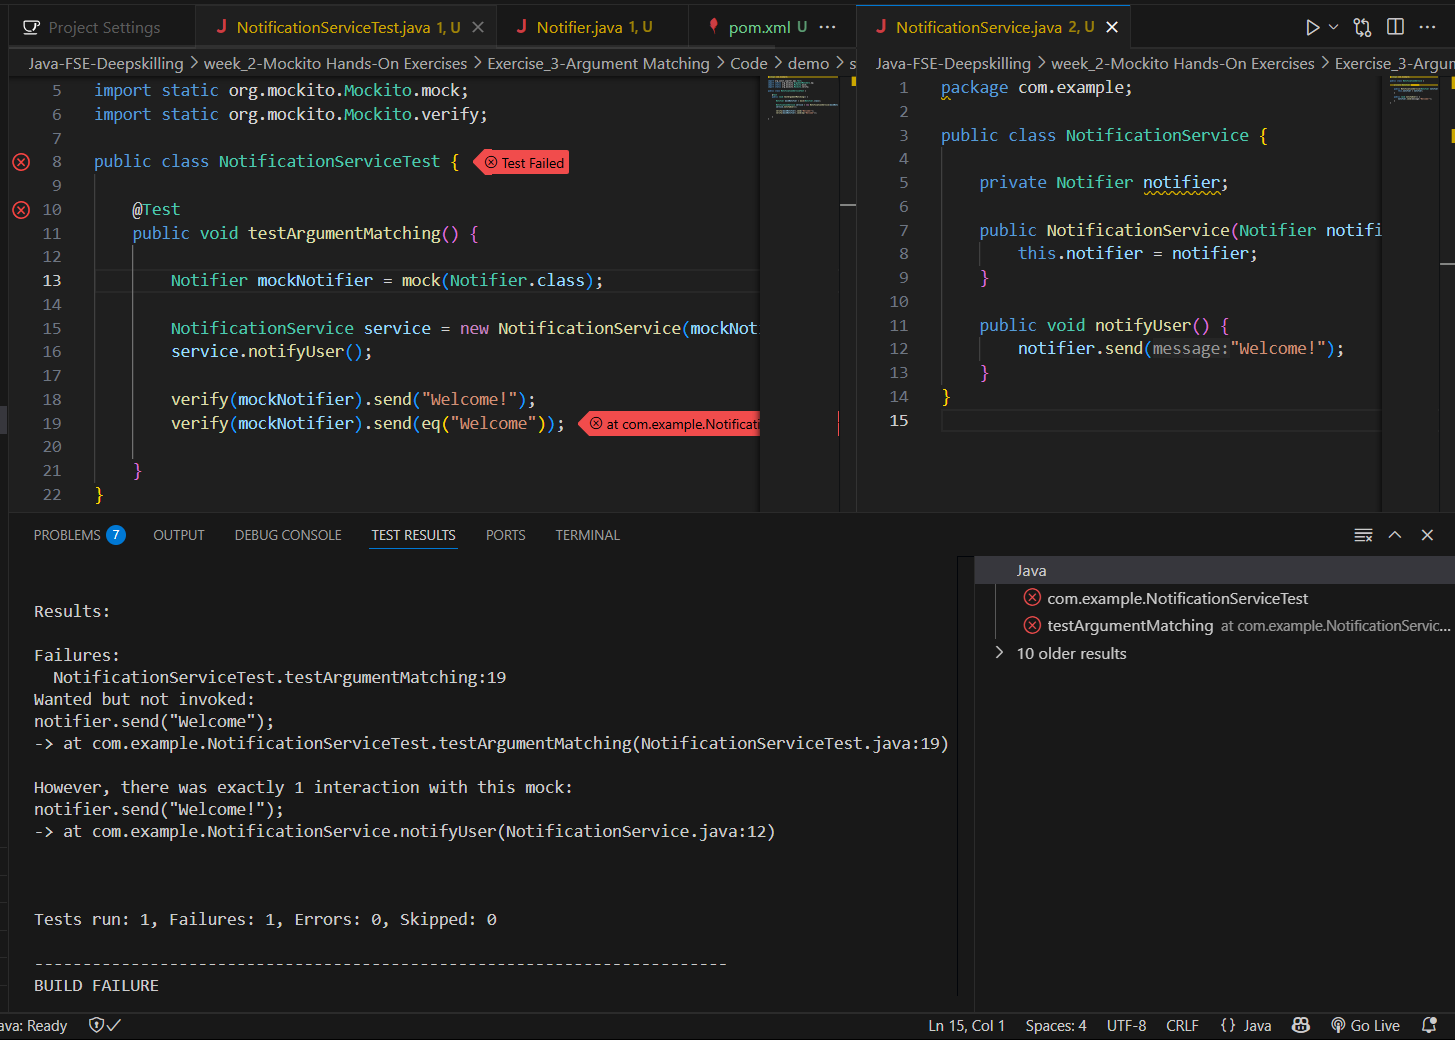 Project Settings
NotificationServiceTest.java 1, U
Notifier.java 1, U
pom.xml U
NotificationService.java 2, U
Java-FSE-Deepskilling > week_2-Mockito Hands-On Exercises > Exercise_3-Argument Matching > Code > demo > s
Java-FSE-Deepskilling > week_2-Mockito Hands-On Exercises > Exercise_3-Argun
5 import static org.mockito.Mockito.mock;
6 import static org.mockito.Mockito.verify;
7
8 public class NotificationServiceTest { Test Failed
9
10 @Test
11 public void testArgumentMatching() {
12
13 Notifier mockNotifier = mock(Notifier.class);
14
15 NotificationService service = new NotificationService(mockNot
16 service.notifyUser();
17
18 verify(mockNotifier).send("Welcome!");
19 verify(mockNotifier).send(eq("Welcome")); at com.example.Notificati
20
21 }
22 }
1 package com.example;
2
3 public class NotificationService {
4
5 private Notifier notifier;
6
7 public NotificationService(Notifier notifi
8 this.notifier = notifier;
9 }
10
11 public void notifyUser() {
12 notifier.send(message:"Welcome!");
13 }
14 }
15
PROBLEMS 7 OUTPUT DEBUG CONSOLE TEST RESULTS PORTS TERMINAL
Results:
Failures:
NotificationServiceTest.testArgumentMatching:19
Wanted but not invoked:
notifier.send("Welcome");
-> at com.example.NotificationServiceTest.testArgumentMatching(NotificationServiceTest.java:19)
However, there was exactly 1 interaction with this mock:
notifier.send("Welcome!");
-> at com.example.NotificationService.notifyUser(NotificationService.java:12)
Tests run: 1, Failures: 1, Errors: 0, Skipped: 0
------------------------------------------------------------------------
BUILD FAILURE
Java
com.example.NotificationServiceTest
testArgumentMatching at com.example.NotificationServic...
10 older results
ava: Ready
Ln 15, Col 1 Spaces: 4 UTF-8 CRLF {} Java Go Live